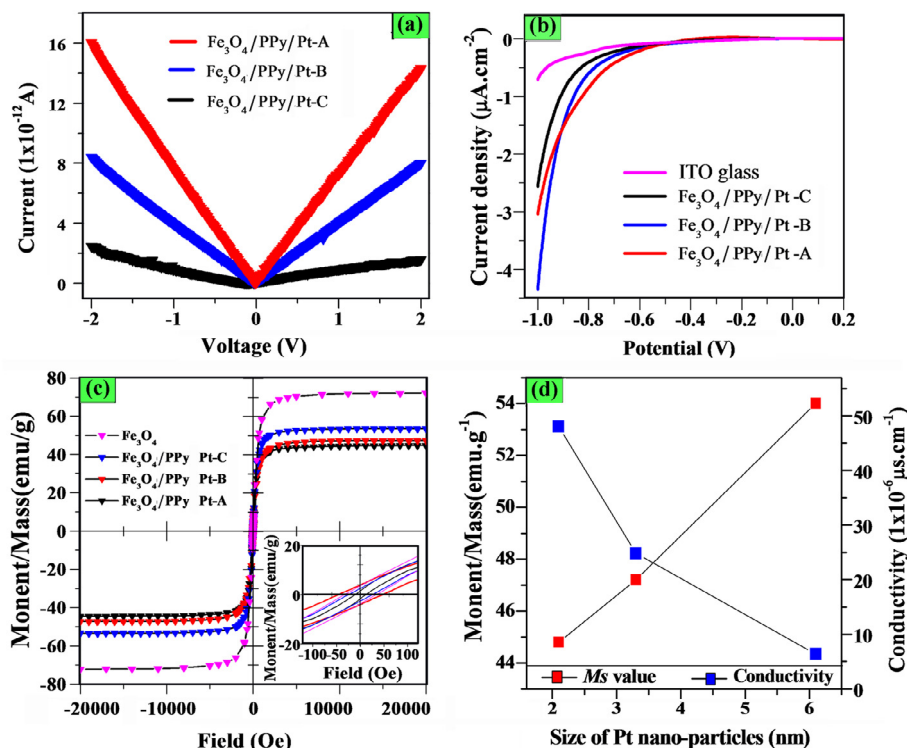 (a)
Fe₃O₄/PPy/Pt-A
Fe₃O₄/PPy/Pt-B
Fe₃O₄/PPy/Pt-C
16
12
8
4
0
Current (1x10⁻¹²A)
-2 -1 0 1 2
Voltage (V)
(b)
0
-1
-2
-3
-4
Current density (μA.cm⁻²)
ITO glass
Fe₃O₄/PPy/Pt -C
Fe₃O₄/PPy/Pt -B
Fe₃O₄/PPy/Pt -A
-1.0 -0.8 -0.6 -0.4 -0.2 0.0 0.2
Potential (V)
(c)
80
60
40
20
0
-20
-40
-60
-80
Monent/Mass(emu/g)
Fe₃O₄
Fe₃O₄/PPy Pt-C
Fe₃O₄/PPy Pt-B
Fe₃O₄/PPy Pt-A
20
0
-20
Monent/Mass(emu/g)
-100 -50 0 50 100
Field (Oe)
-20000 -10000 0 10000 20000
Field (Oe)
(d)
54
52
50
48
46
44
Monent/Mass(emu.g⁻¹)
50
40
30
20
10
0
Conductivity (1x10⁻⁶μs.cm⁻¹)
Ms value Conductivity
2 3 4 5 6
Size of Pt nano-particles (nm)